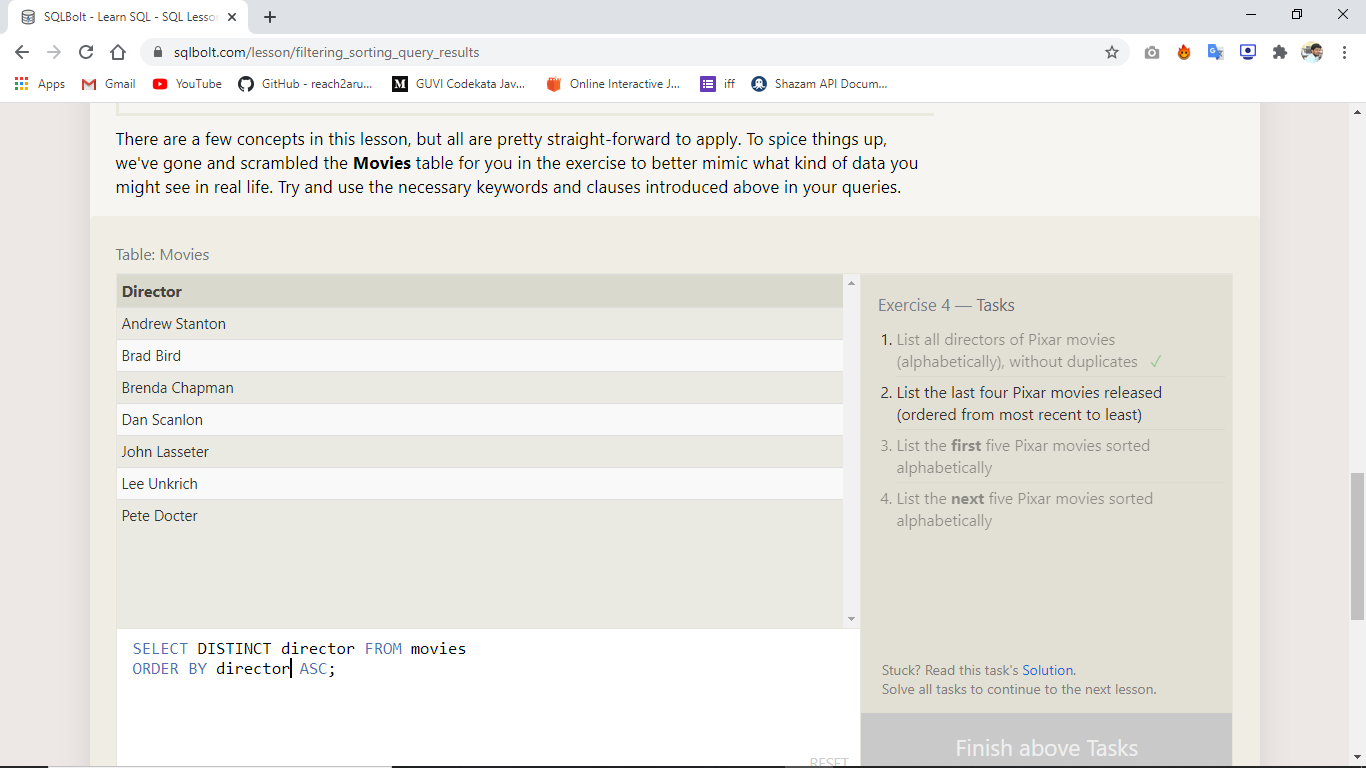 SQLBolt - Learn SQL - SQL Lesson
sqlbolt.com/lesson/filtering_sorting_query_results
Apps
Gmail
YouTube
GitHub - reach2aru...
GUVI Codekata Jav...
Online Interactive J...
iff
Shazam API Docum...
There are a few concepts in this lesson, but all are pretty straight-forward to apply. To spice things up,
we've gone and scrambled the Movies table for you in the exercise to better mimic what kind of data you
might see in real life. Try and use the necessary keywords and clauses introduced above in your queries.
Table: Movies
Director
Andrew Stanton
Brad Bird
Brenda Chapman
Dan Scanlon
John Lasseter
Lee Unkrich
Pete Docter
SELECT DISTINCT director FROM movies
ORDER BY director ASC;
RESET
Exercise 4 — Tasks
1. List all directors of Pixar movies
(alphabetically), without duplicates ✓
2. List the last four Pixar movies released
(ordered from most recent to least)
3. List the first five Pixar movies sorted
alphabetically
4. List the next five Pixar movies sorted
alphabetically
Stuck? Read this task's Solution.
Solve all tasks to continue to the next lesson.
Finish above Tasks